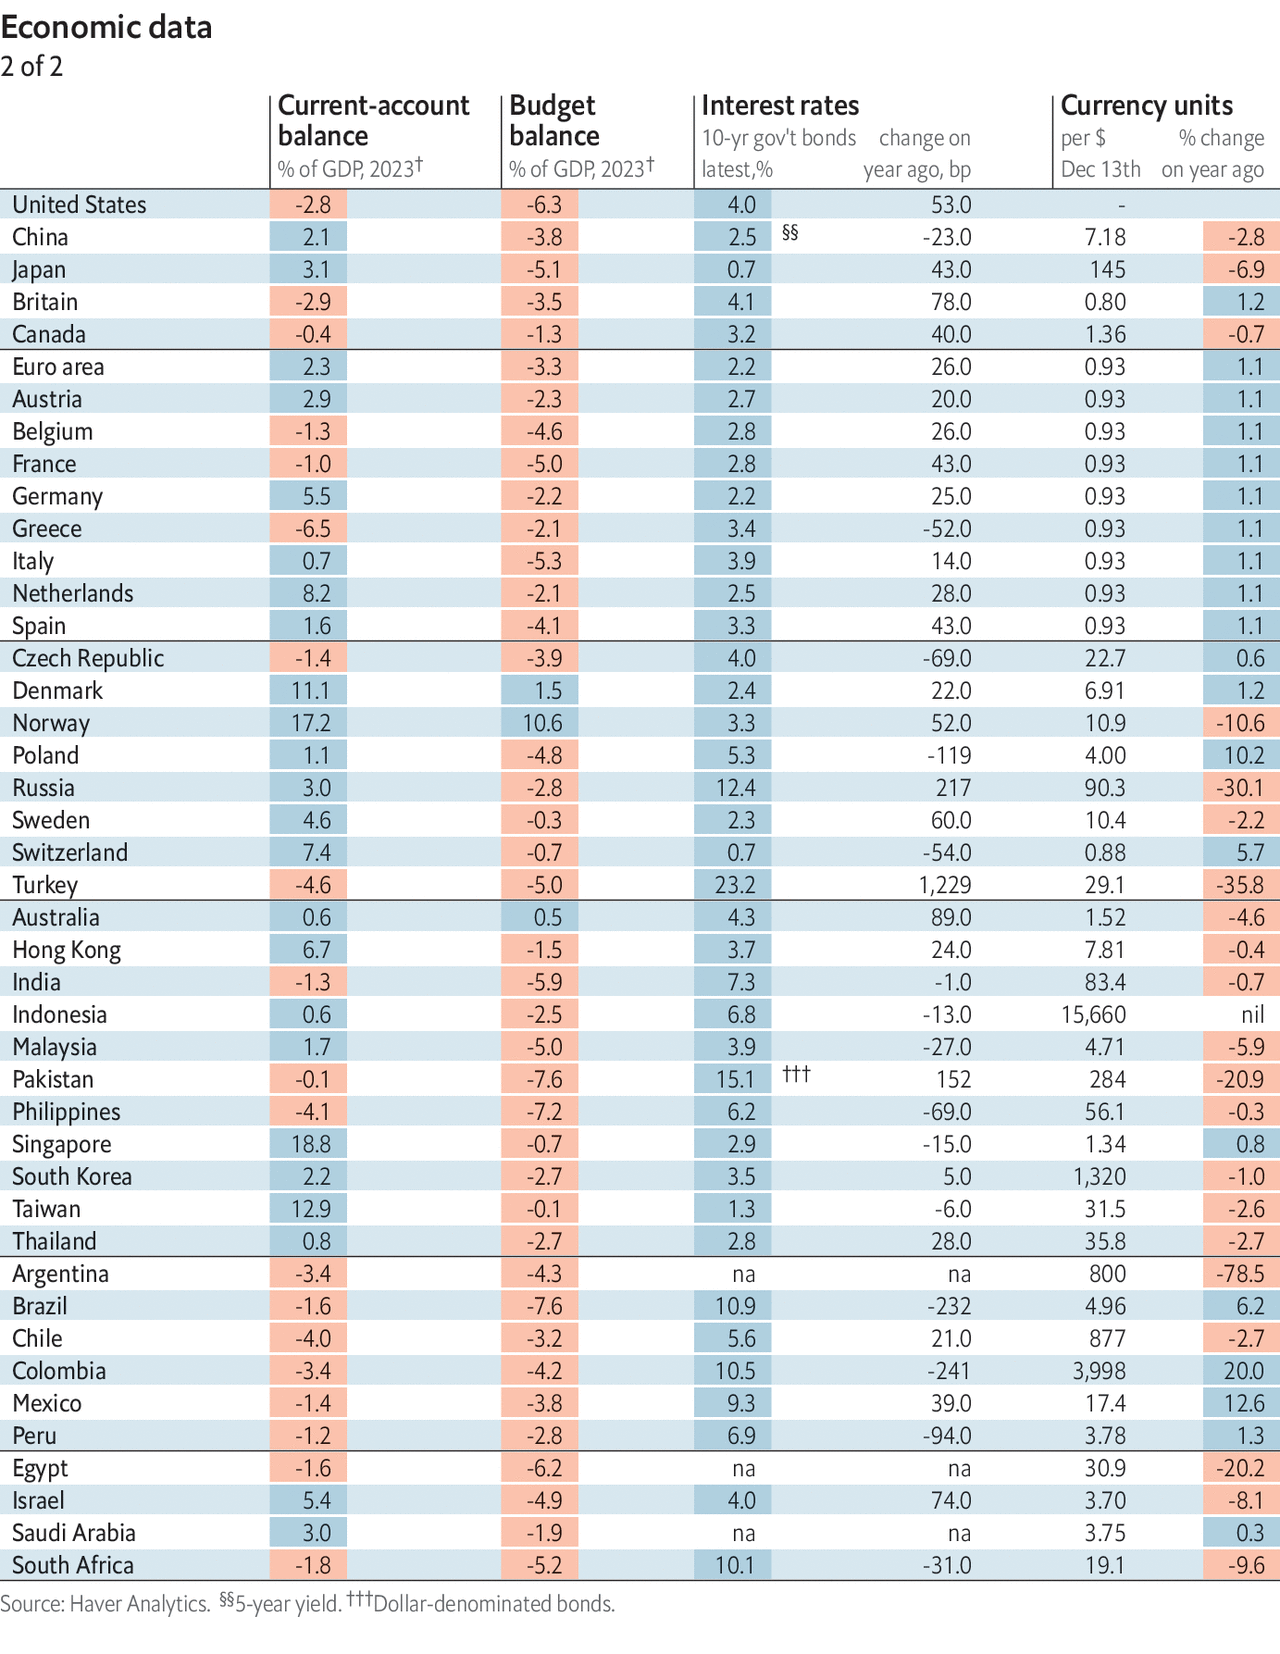 Economic data
2 of 2
Current-account balance % of GDP, 2023† Budget balance % of GDP, 2023† Interest rates 10-yr gov't bonds latest,% change on year ago, bp Currency units per $ Dec 13th % change on year ago
United States -2.8 -6.3 4.0 53.0 -
China 2.1 -3.8 2.5 §§ -23.0 7.18 -2.8
Japan 3.1 -5.1 0.7 43.0 145 -6.9
Britain -2.9 -3.5 4.1 78.0 0.80 1.2
Canada -0.4 -1.3 3.2 40.0 1.36 -0.7
Euro area 2.3 -3.3 2.2 26.0 0.93 1.1
Austria 2.9 -2.3 2.7 20.0 0.93 1.1
Belgium -1.3 -4.6 2.8 26.0 0.93 1.1
France -1.0 -5.0 2.8 43.0 0.93 1.1
Germany 5.5 -2.2 2.2 25.0 0.93 1.1
Greece -6.5 -2.1 3.4 -52.0 0.93 1.1
Italy 0.7 -5.3 3.9 14.0 0.93 1.1
Netherlands 8.2 -2.1 2.5 28.0 0.93 1.1
Spain 1.6 -4.1 3.3 43.0 0.93 1.1
Czech Republic -1.4 -3.9 4.0 -69.0 22.7 0.6
Denmark 11.1 1.5 2.4 22.0 6.91 1.2
Norway 17.2 10.6 3.3 52.0 10.9 -10.6
Poland 1.1 -4.8 5.3 -119 4.00 10.2
Russia 3.0 -2.8 12.4 217 90.3 -30.1
Sweden 4.6 -0.3 2.3 60.0 10.4 -2.2
Switzerland 7.4 -0.7 0.7 -54.0 0.88 5.7
Turkey -4.6 -5.0 23.2 1,229 29.1 -35.8
Australia 0.6 0.5 4.3 89.0 1.52 -4.6
Hong Kong 6.7 -1.5 3.7 24.0 7.81 -0.4
India -1.3 -5.9 7.3 -1.0 83.4 -0.7
Indonesia 0.6 -2.5 6.8 -13.0 15,660 nil
Malaysia 1.7 -5.0 3.9 -27.0 4.71 -5.9
Pakistan -0.1 -7.6 15.1 ††† 152 284 -20.9
Philippines -4.1 -7.2 6.2 -69.0 56.1 -0.3
Singapore 18.8 -0.7 2.9 -15.0 1.34 0.8
South Korea 2.2 -2.7 3.5 5.0 1,320 -1.0
Taiwan 12.9 -0.1 1.3 -6.0 31.5 -2.6
Thailand 0.8 -2.7 2.8 28.0 35.8 -2.7
Argentina -3.4 -4.3 na na 800 -78.5
Brazil -1.6 -7.6 10.9 -232 4.96 6.2
Chile -4.0 -3.2 5.6 21.0 877 -2.7
Colombia -3.4 -4.2 10.5 -241 3,998 20.0
Mexico -1.4 -3.8 9.3 39.0 17.4 12.6
Peru -1.2 -2.8 6.9 -94.0 3.78 1.3
Egypt -1.6 -6.2 na na 30.9 -20.2
Israel 5.4 -4.9 4.0 74.0 3.70 -8.1
Saudi Arabia 3.0 -1.9 na na 3.75 0.3
South Africa -1.8 -5.2 10.1 -31.0 19.1 -9.6
Source: Haver Analytics. §§5-year yield. †††Dollar-denominated bonds.